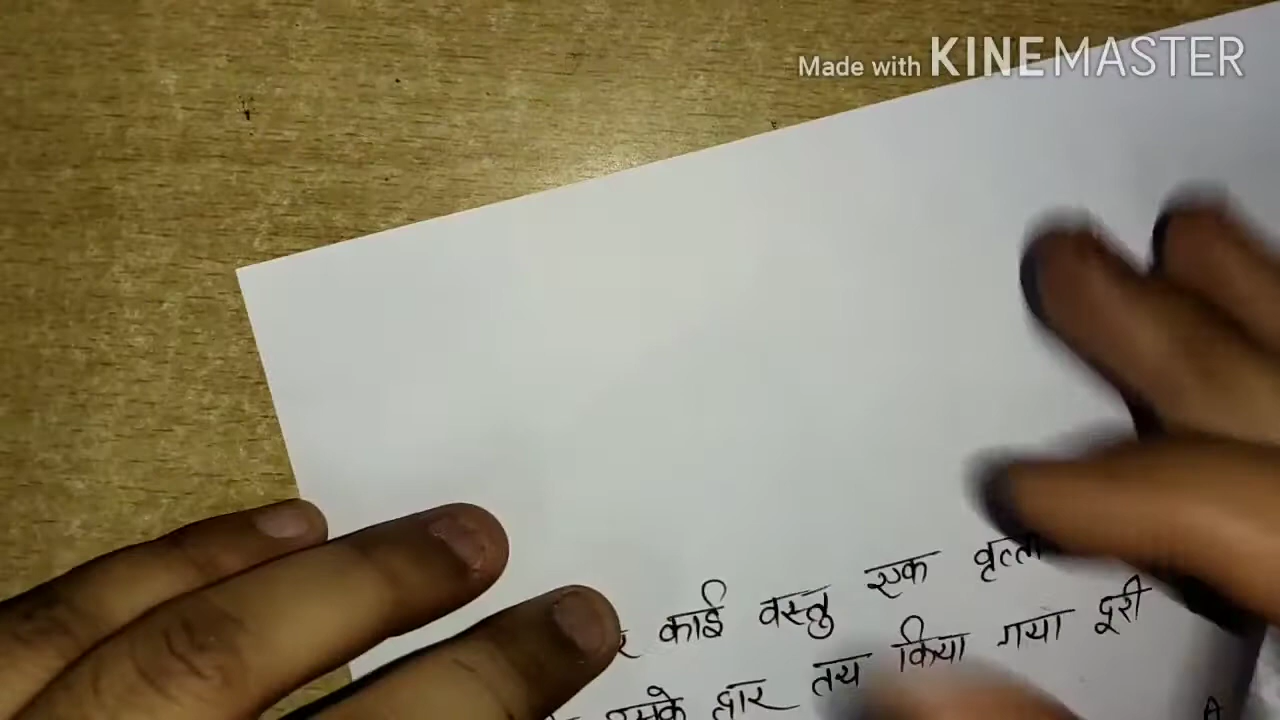 Made with KINEMASTER
काई वस्तु एक
उसके द्वार तय किया गया दूरी